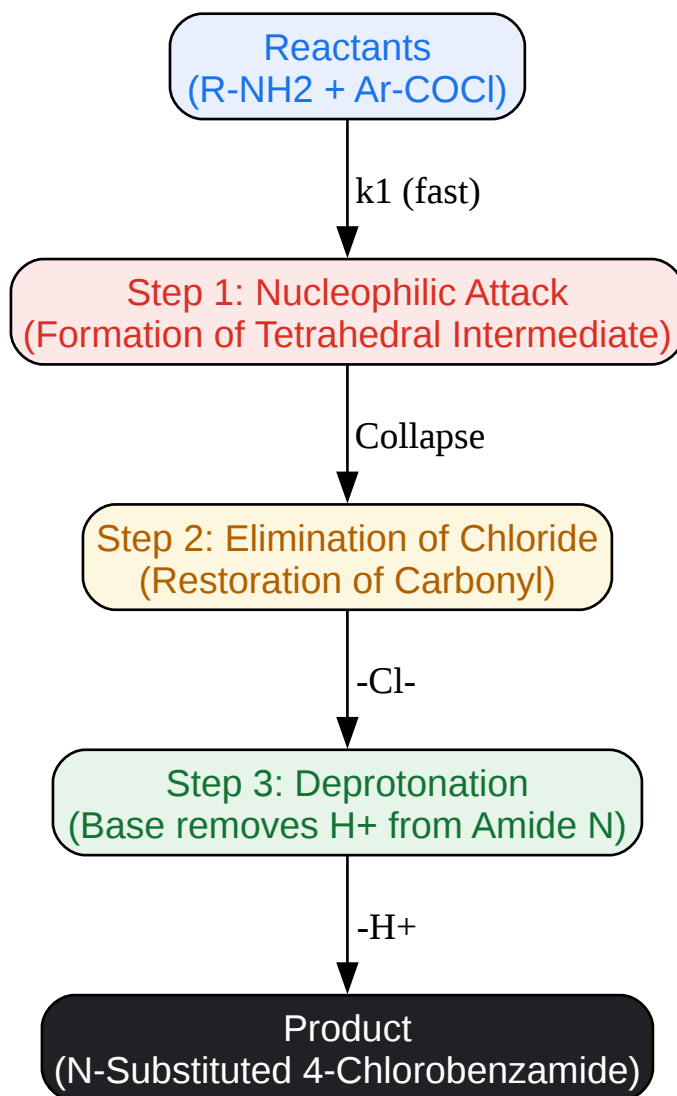 Reactants
(R-NH2 + Ar-COCl)
k1 (fast)
Step 1: Nucleophilic Attack
(Formation of Tetrahedral Intermediate)
Collapse
Step 2: Elimination of Chloride
(Restoration of Carbonyl)
-Cl-
Step 3: Deprotonation
(Base removes H+ from Amide N)
-H+
Product
(N-Substituted 4-Chlorobenzamide)